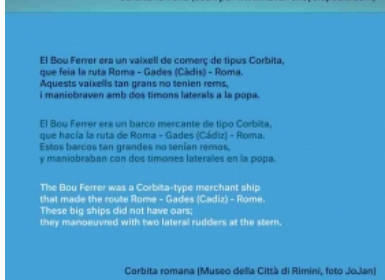 El Bou Ferrer era un vaixell de comerç de tipus Corbita,
que feia la ruta Roma - Gades (Càdis) - Roma.
Aquests vaixells tan grans no tenien rems,
i maniobraven amb dos timons laterals a la popa.
El Bou Ferrer era un barco mercante de tipo Corbita,
que hacía la ruta de Roma - Gades (Cádiz) - Roma.
Estos barcos tan grandes no tenían remos,
y maniobraban con dos timones laterales en la popa.
The Bou Ferrer was a Corbita-type merchant ship
that made the route Rome - Gades (Cadiz) - Rome.
These big ships did not have oars;
they manoeuvred with two lateral rudders at the stern.
Corbita romana (Museo della Città di Rimini, foto JoJan)